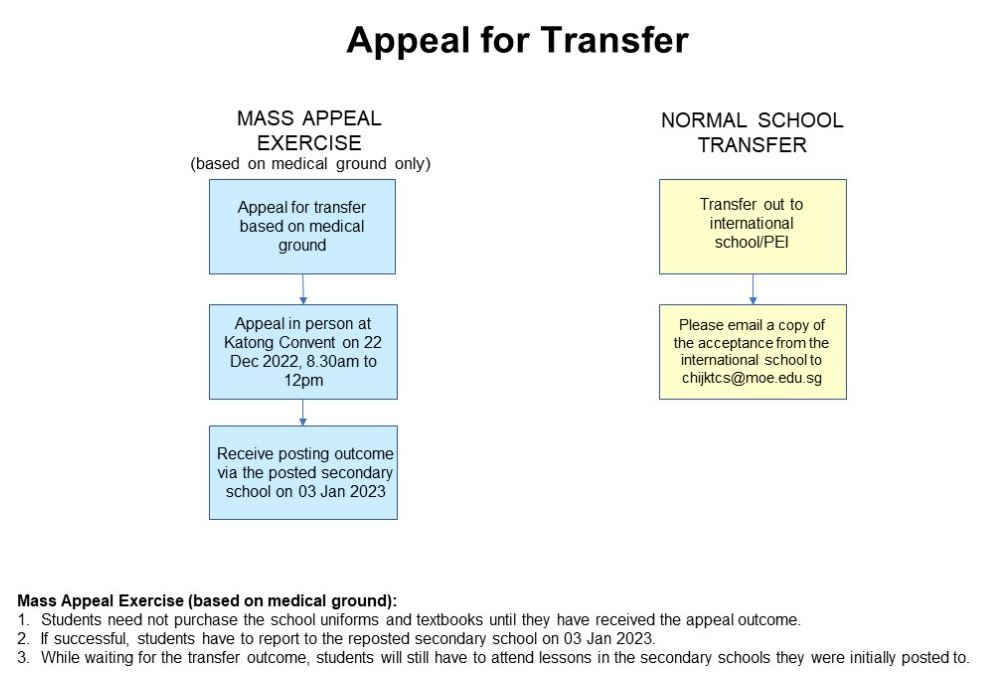 Appeal for Transfer
MASS APPEAL
EXERCISE
(based on medical ground only)
Appeal for transfer
based on medical
ground
Appeal in person at
Katong Convent on 22
Dec 2022, 8.30am to
12pm
Receive posting outcome
via the posted secondary
school on 03 Jan 2023
NORMAL SCHOOL
TRANSFER
Transfer out to
international
school/PEI
Please email a copy of
the acceptance from the
international school to
chijktcs@moe.edu.sg
Mass Appeal Exercise (based on medical ground):
1. Students need not purchase the school uniforms and textbooks until they have received the appeal outcome.
2. If successful, students have to report to the reposted secondary school on 03 Jan 2023.
3. While waiting for the transfer outcome, students will still have to attend lessons in the secondary schools they were initially posted to.